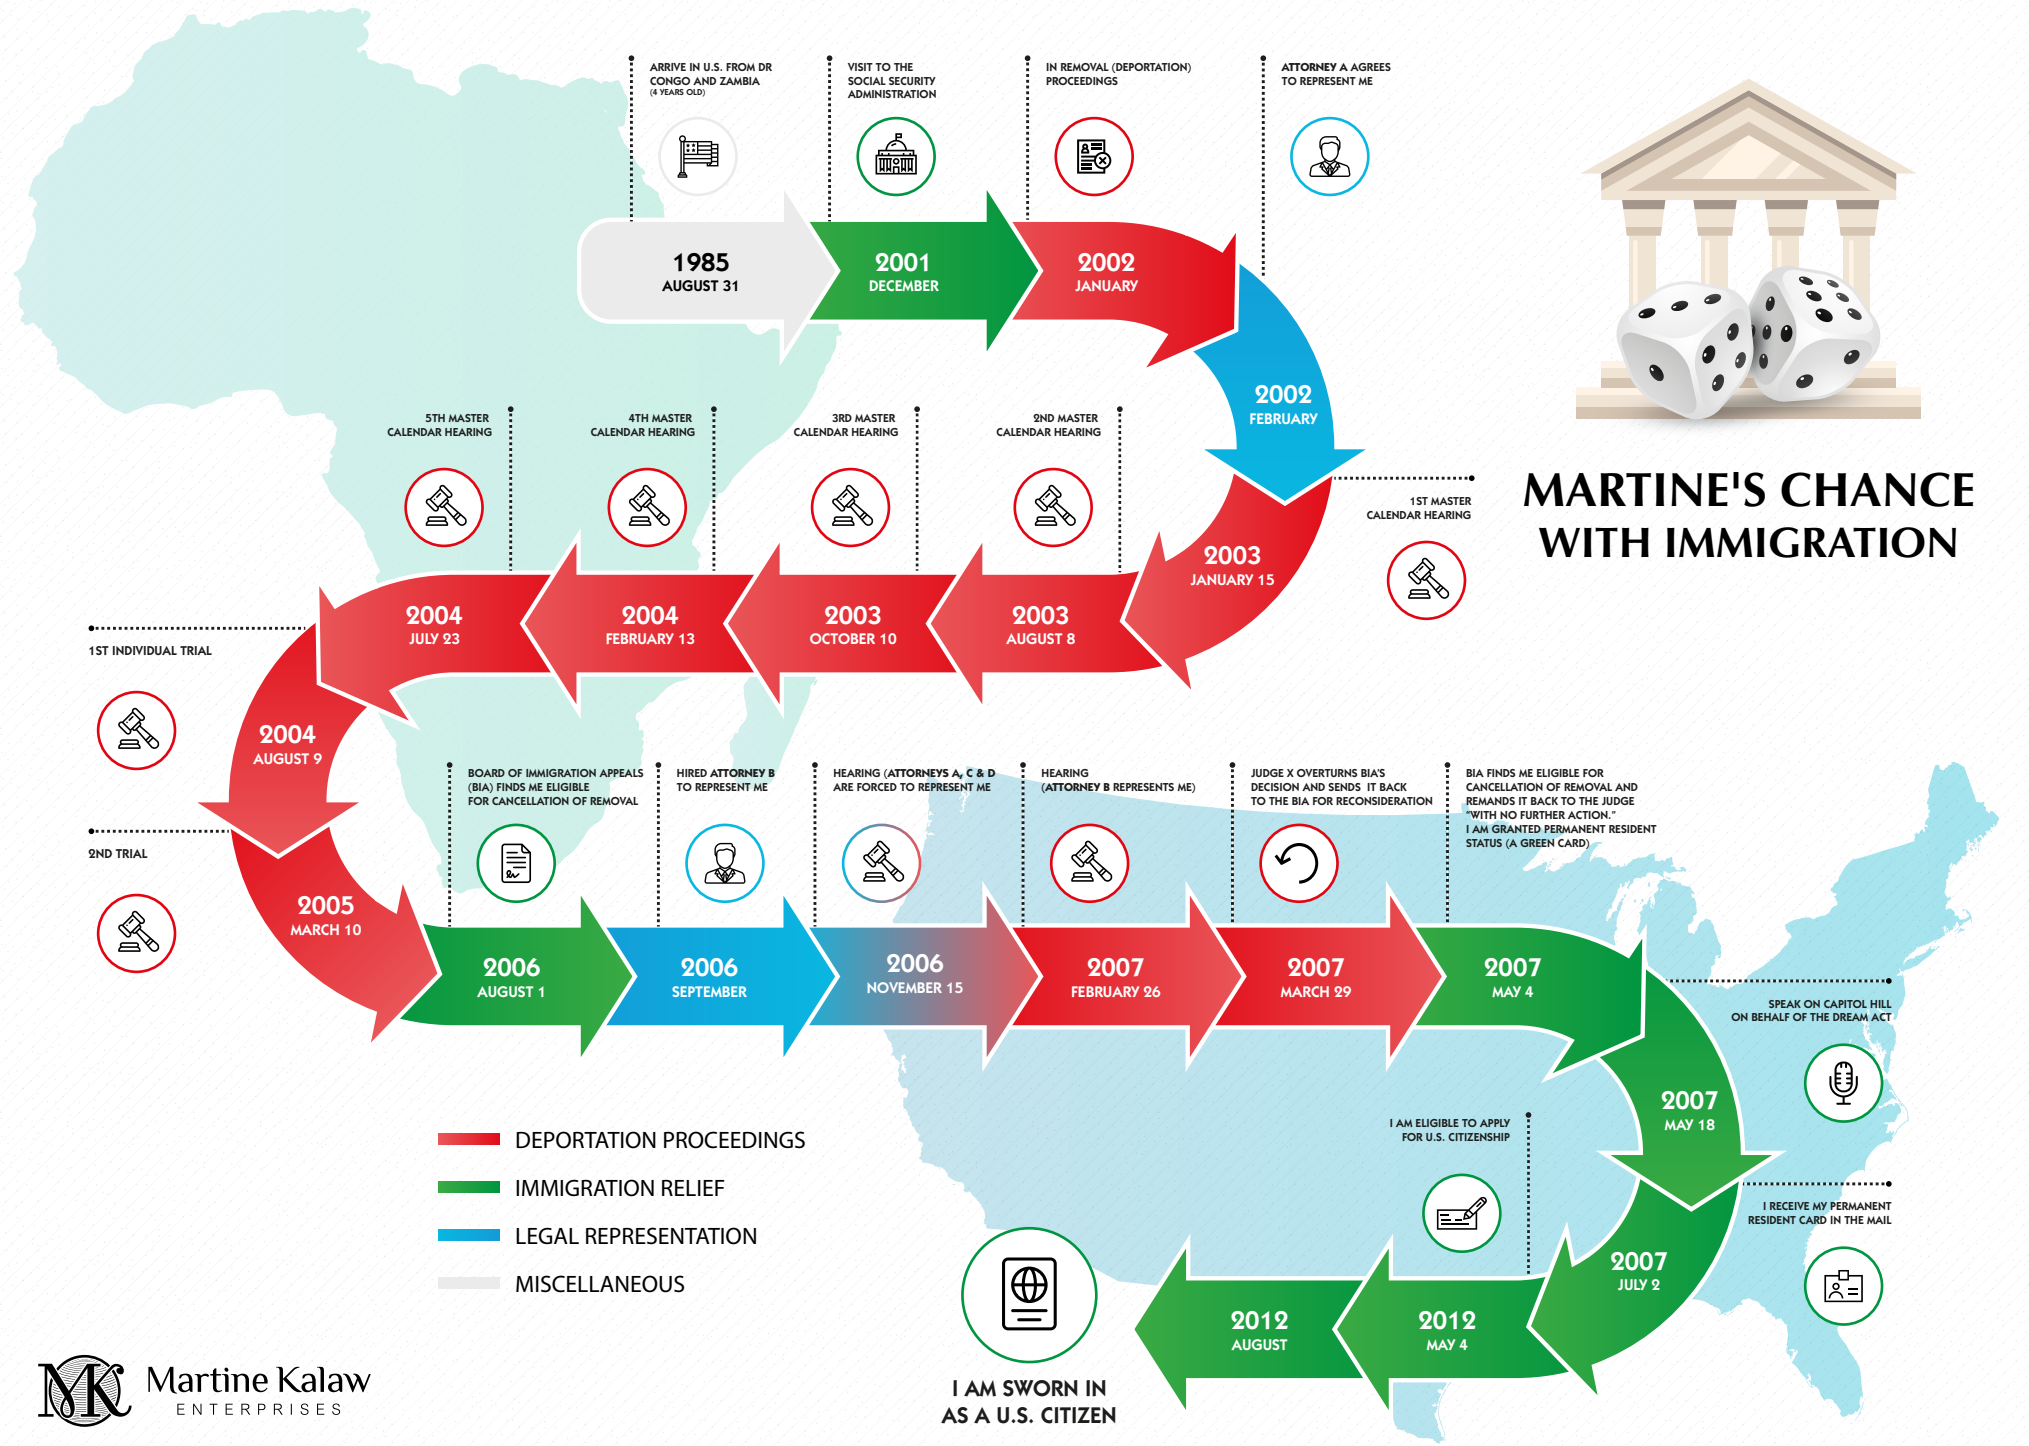 ARRIVE IN U.S. FROM DR
CONGO AND ZAMBIA
(4 YEARS OLD)
VISIT TO THE
SOCIAL SECURITY
ADMINISTRATION
IN REMOVAL (DEPORTATION)
PROCEEDINGS
ATTORNEY A AGREES
TO REPRESENT ME
1985
AUGUST 31
2001
DECEMBER
2002
JANUARY
2002
FEBRUARY
MARTINE'S CHANCE
WITH IMMIGRATION
1ST MASTER
CALENDAR HEARING
2003
JANUARY 15
2ND MASTER
CALENDAR HEARING
2003
AUGUST 8
3RD MASTER
CALENDAR HEARING
2003
OCTOBER 10
4TH MASTER
CALENDAR HEARING
2004
FEBRUARY 13
5TH MASTER
CALENDAR HEARING
2004
JULY 23
1ST INDIVIDUAL TRIAL
2004
AUGUST 9
2ND TRIAL
2005
MARCH 10
BOARD OF IMMIGRATION APPEALS
(BIA) FINDS ME ELIGIBLE
FOR CANCELLATION OF REMOVAL
2006
AUGUST 1
HIRED ATTORNEY B
TO REPRESENT ME
2006
SEPTEMBER
HEARING (ATTORNEYS A, C & D
ARE FORCED TO REPRESENT ME
2006
NOVEMBER 15
HEARING
(ATTORNEY B REPRESENTS ME)
2007
FEBRUARY 26
JUDGE X OVERTURNS BIA'S
DECISION AND SENDS IT BACK
TO THE BIA FOR RECONSIDERATION
2007
MARCH 29
BIA FINDS ME ELIGIBLE FOR
CANCELLATION OF REMOVAL AND
REMANDS IT BACK TO THE JUDGE
"WITH NO FURTHER ACTION."
I AM GRANTED PERMANENT RESIDENT
STATUS (A GREEN CARD)
2007
MAY 4
SPEAK ON CAPITOL HILL
ON BEHALF OF THE DREAM ACT
2007
MAY 18
I RECEIVE MY PERMANENT
RESIDENT CARD IN THE MAIL
2007
JULY 2
I AM ELIGIBLE TO APPLY
FOR U.S. CITIZENSHIP
2012
MAY 4
2012
AUGUST
I AM SWORN IN
AS A U.S. CITIZEN
DEPORTATION PROCEEDINGS
IMMIGRATION RELIEF
LEGAL REPRESENTATION
MISCELLANEOUS
MK
Martine Kalaw
ENTERPRISES